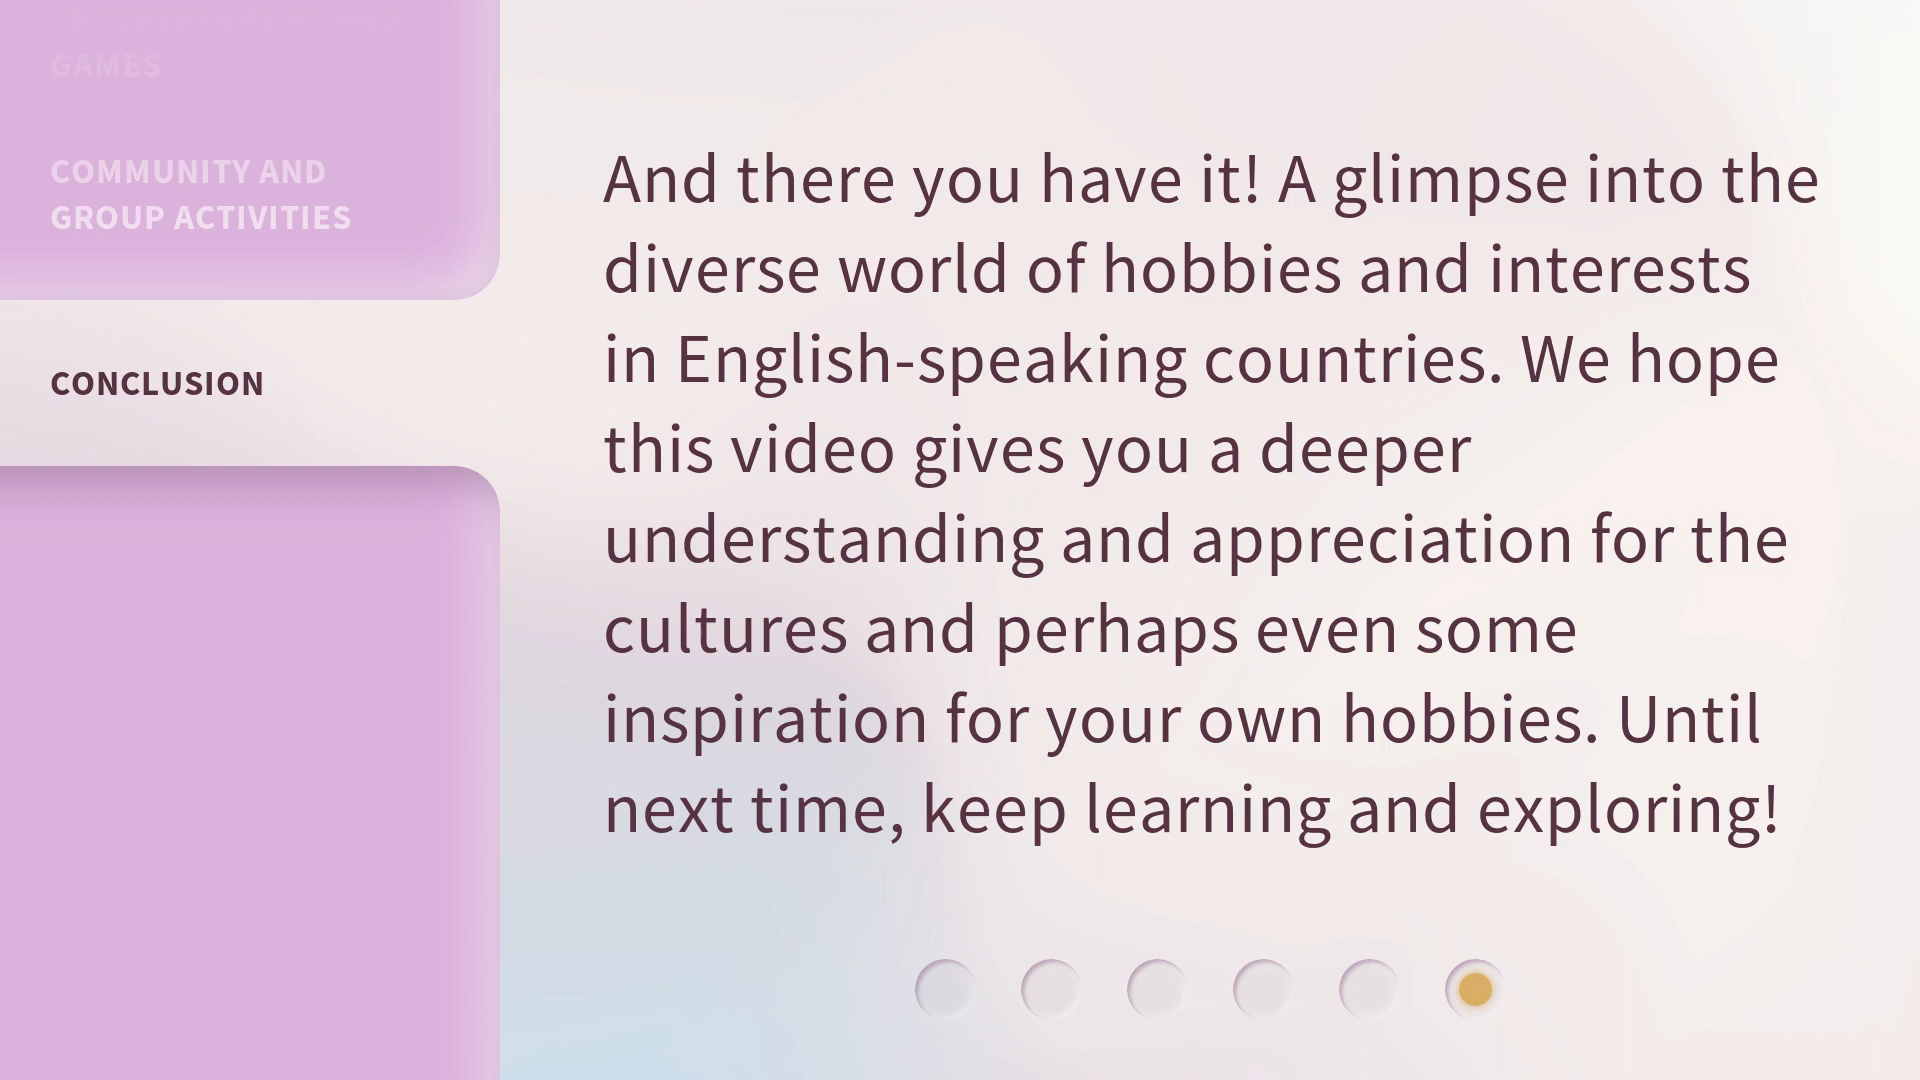 GAMES
COMMUNITY AND
GROUP ACTIVITIES
CONCLUSION
And there you have it! A glimpse into the
diverse world of hobbies and interests
in English-speaking countries. We hope
this video gives you a deeper
understanding and appreciation for the
cultures and perhaps even some
inspiration for your own hobbies. Until
next time, keep learning and exploring!